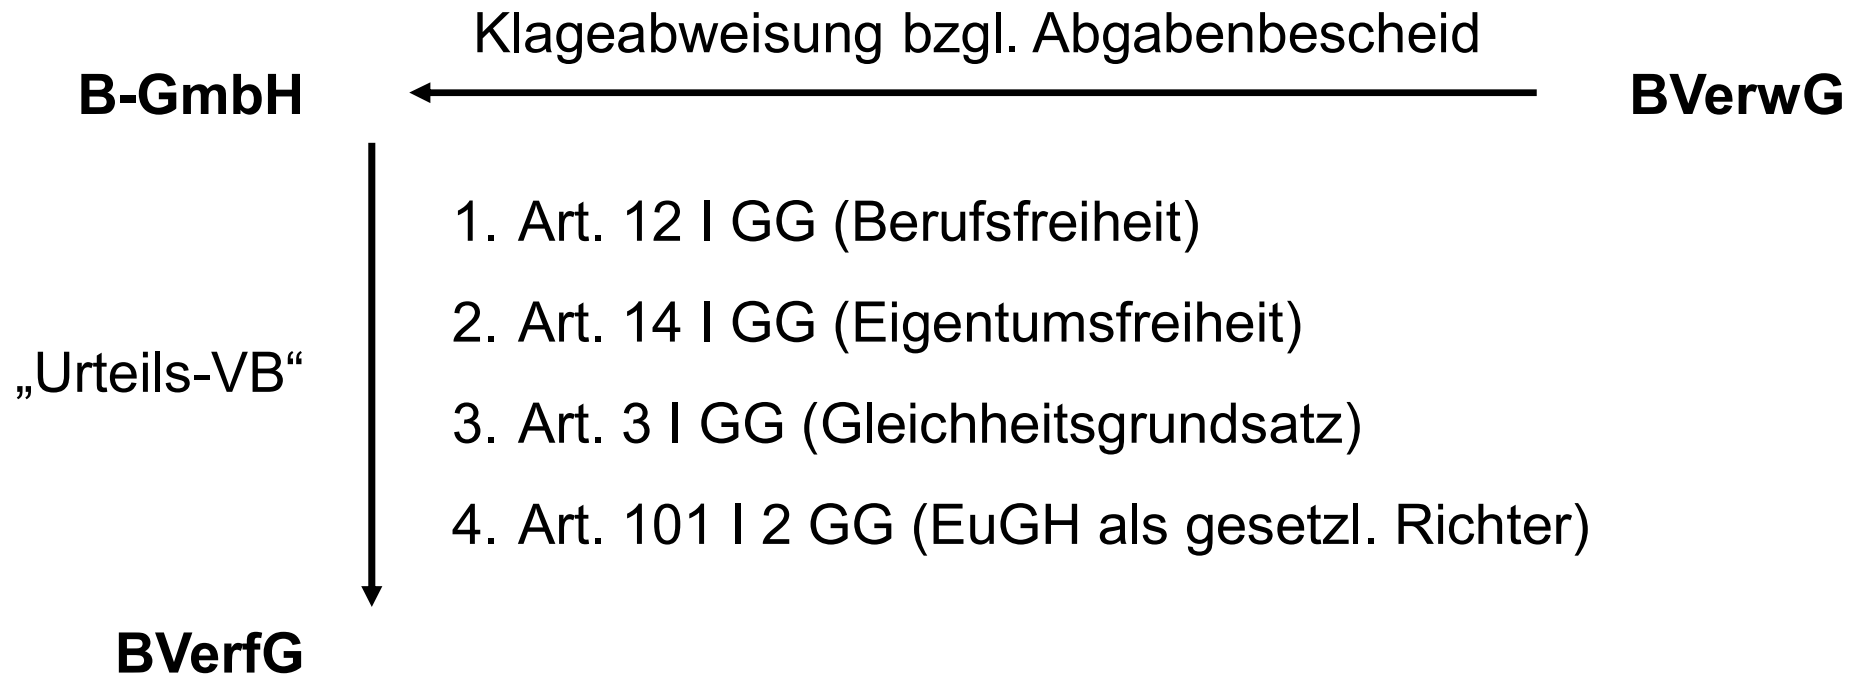 Klageabweisung bzgl. Abgabenbescheid
B-GmbH
BVerwG
1. Art. 12 I GG (Berufsfreiheit)
2. Art. 14 I GG (Eigentumsfreiheit)
„Urteils-VB“
3. Art. 3 I GG (Gleichheitsgrundsatz)
4. Art. 101 I 2 GG (EuGH als gesetzl. Richter)
BVerfG